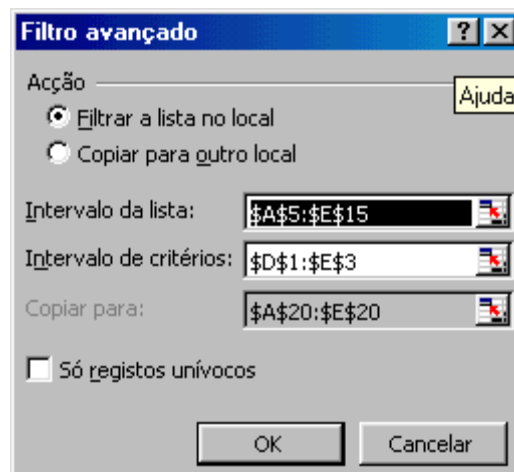 Filtro avançado
Acção
Ajuda
Filtrar a lista no local
Copiar para outro local
Intervalo da lista: $A$5:$E$15
Intervalo de critérios: $D$1:$E$3
Copiar para: $A$20:$E$20
Só registos unívocos
OK Cancelar